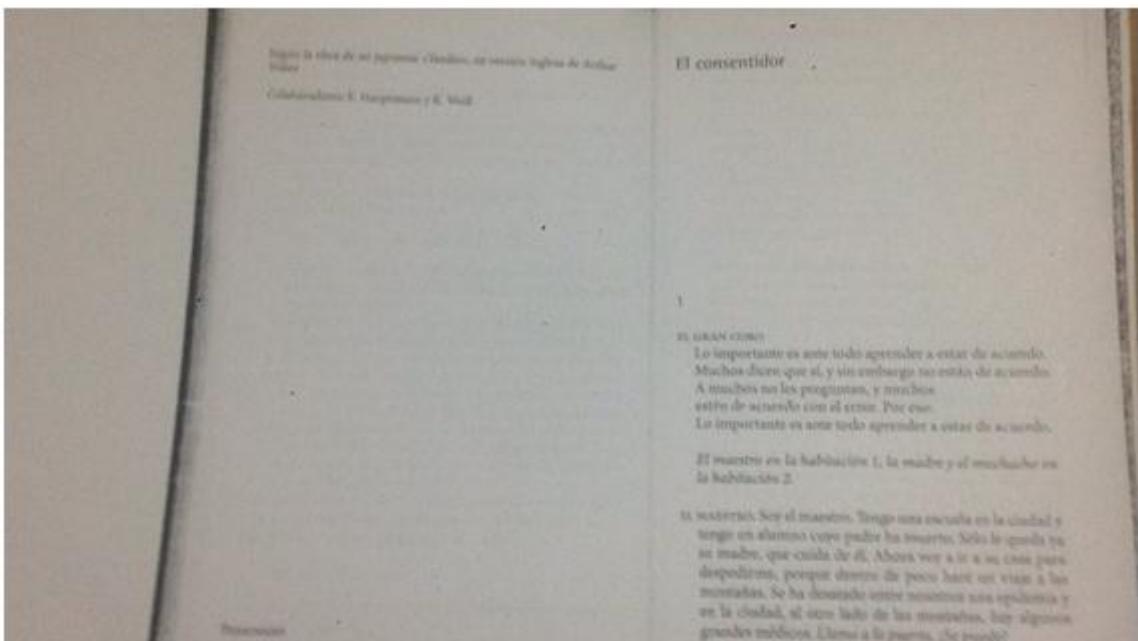 Según la obra de no japonesa «Taniko», en versión inglesa de Arthur
Waley
Colaboradores: E. Hauptmann y K. Weill
Personajes
El consentidor
1
EL GRAN CORO
Lo importante es ante todo aprender a estar de acuerdo.
Muchos dicen que sí, y sin embargo no están de acuerdo.
A muchos no les preguntan, y muchos
están de acuerdo con el error. Por eso:
Lo importante es ante todo aprender a estar de acuerdo.
El maestro en la habitación 1, la madre y el muchacho en
la habitación 2.
EL MAESTRO. Soy el maestro. Tengo una escuela en la ciudad y
tengo un alumno cuyo padre ha muerto. Sólo le queda ya
su madre, que cuida de él. Ahora voy a ir a su casa para
despedirme, porque dentro de poco haré un viaje a las
montañas. Se ha desatado entre nosotros una epidemia y
en la ciudad, al otro lado de las montañas, hay algunos
grandes médicos. Llama a la puerta. ¿Se puede?